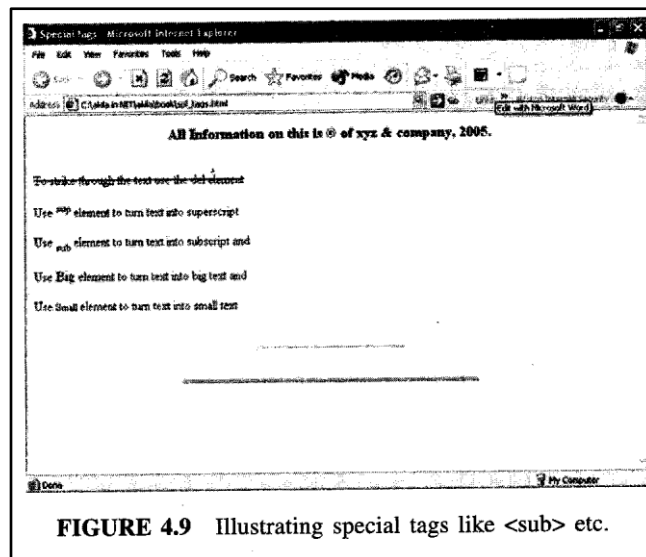 Special tags - Microsoft Internet Explorer
File Edit View Favorites Tools Help
Back Search Favorites Media
Address C:\ Go
Edit with Microsoft Word
All Information on this is ® of xyz & company, 2005.
To strike through the text use the del element
Use sup element to turn text into superscript
Use sub element to turn text into subscript and
Use Big element to turn text into big text and
Use Small element to turn text into small text
Done My Computer
FIGURE 4.9 Illustrating special tags like <sub> etc.